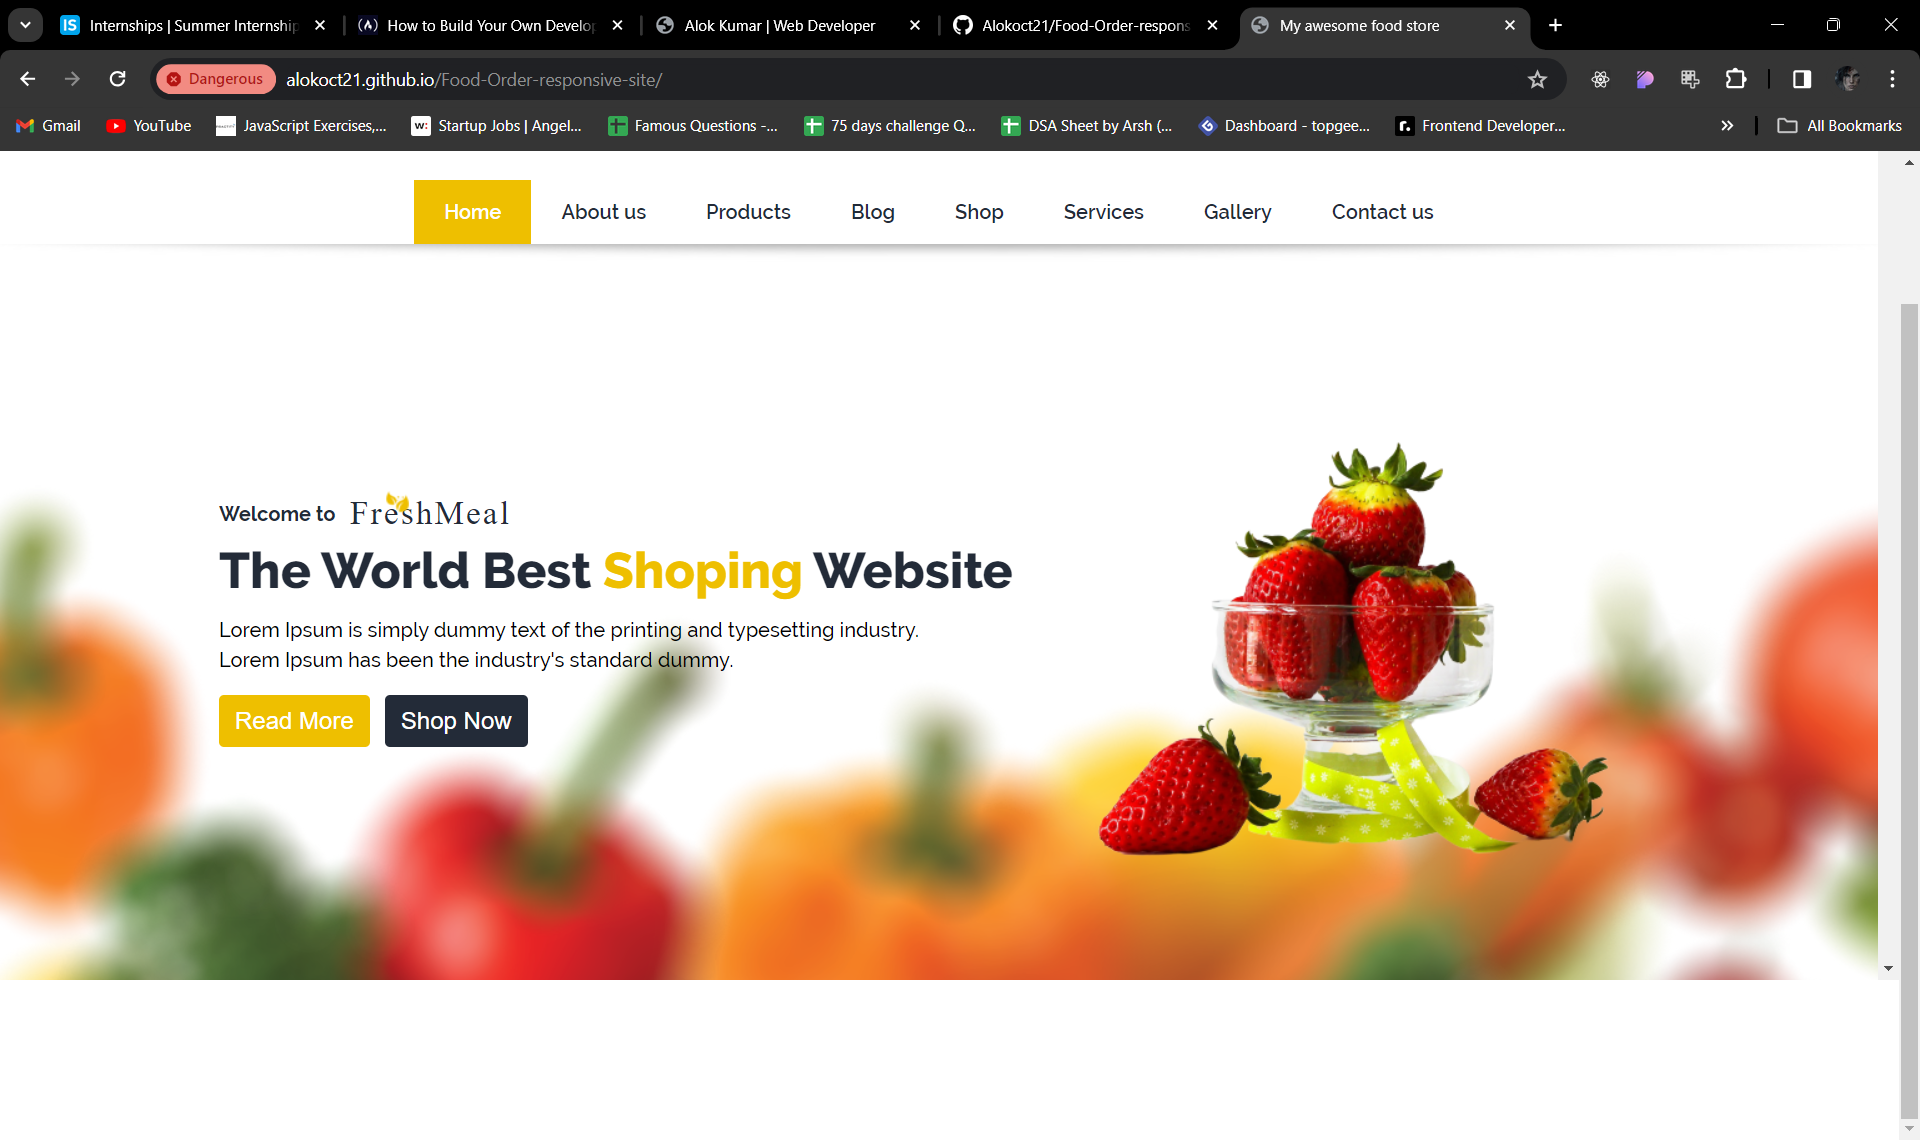 IS Internships | Summer Internship
How to Build Your Own Develo
Alok Kumar | Web Developer
Alokoct21/Food-Order-respons
My awesome food store
Dangerous
alokoct21.github.io/Food-Order-responsive-site/
Gmail
YouTube
JavaScript Exercises,...
w: Startup Jobs | Angel...
Famous Questions -...
75 days challenge Q...
DSA Sheet by Arsh (...
Dashboard - topgee...
r. Frontend Developer...
All Bookmarks
Home About us Products Blog Shop Services Gallery Contact us
Welcome to FreshMeal
The World Best Shoping Website
Lorem Ipsum is simply dummy text of the printing and typesetting industry.
Lorem Ipsum has been the industry's standard dummy.
Read More Shop Now